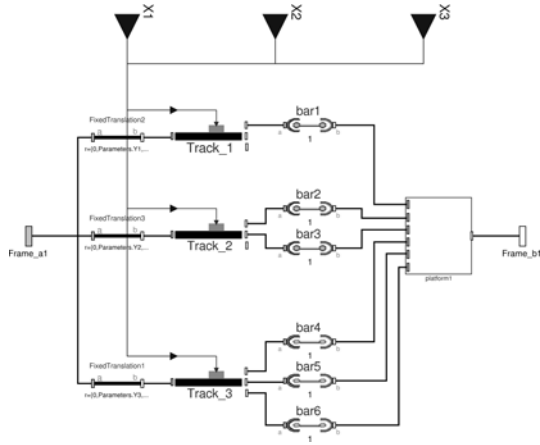 X1
X2
X3
FixedTranslation2
a b
r={0,Parameters.Y1,...
Track_1
bar1
a b
1
FixedTranslation3
a b
r={0,Parameters.Y2,...
Track_2
bar2
1
bar3
a b
1
Frame_a1
platform1
Frame_b1
FixedTranslation1
a b
r={0,Parameters.Y3,...
Track_3
bar4
a b
1
bar5
a b
1
bar6
a b
1